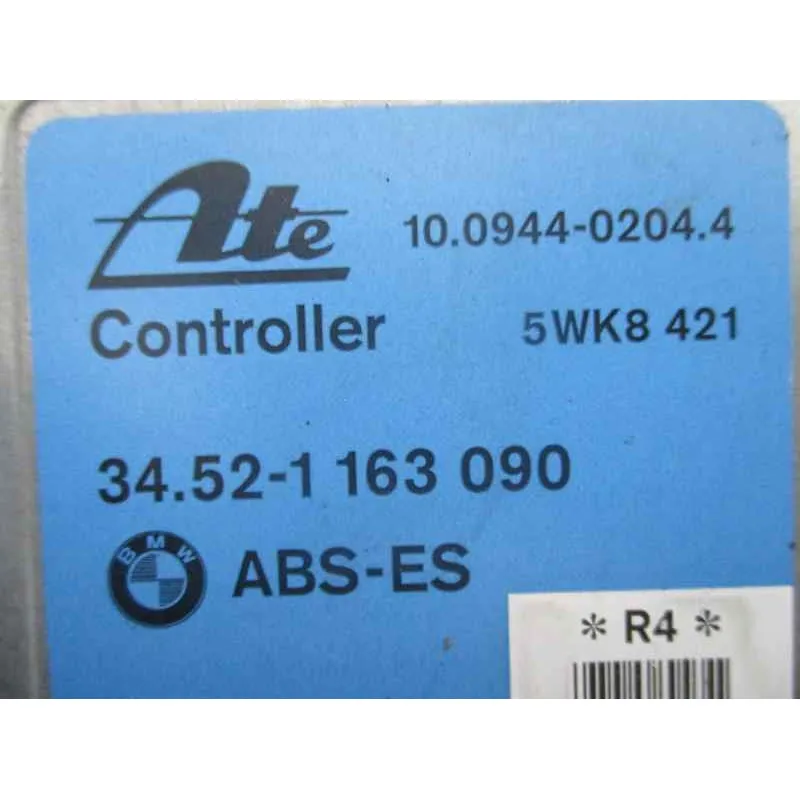 Ate 10.0944-0204.4
Controller 5WK8 421
34.52-1 163 090
BMW ABS-ES
* R4 *